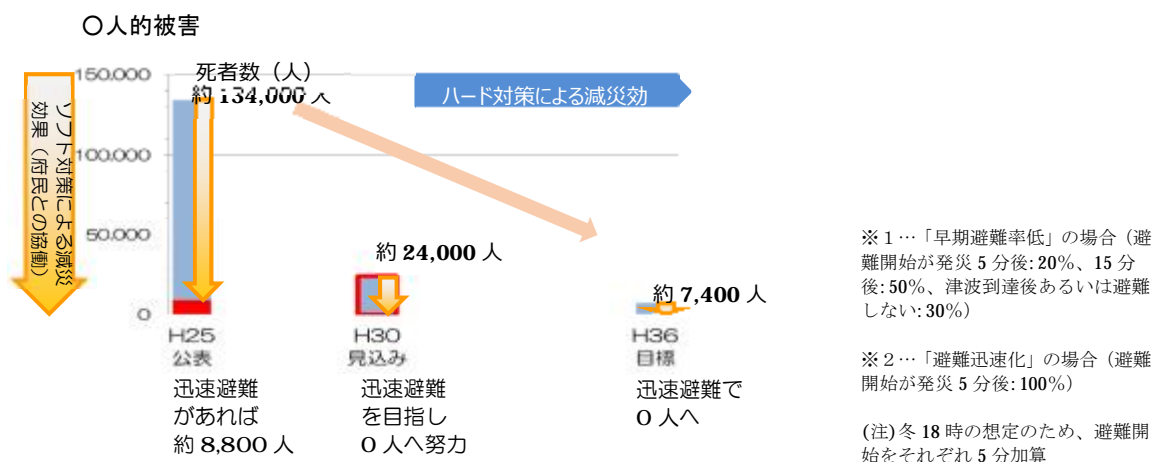 〇人的被害
死者数（人）
約 134,000 人
ハード対策による減災効
ソフト対策による減災
効果（府民との協働）
150,000
100,000
50,000
0
約 24,000 人
約 7,400 人
H25
公表
H30
見込み
H36
目標
迅速避難
があれば
約 8,800 人
迅速避難
を目指し
0 人へ努力
迅速避難で
0 人へ
※１…「早期避難率低」の場合（避
難開始が発災 5 分後:20％、15 分
後:50％、津波到達後あるいは避難
しない:30％）
※２…「避難迅速化」の場合（避難
開始が発災 5 分後:100％）
(注)冬 18 時の想定のため、避難開
始をそれぞれ 5 分加算